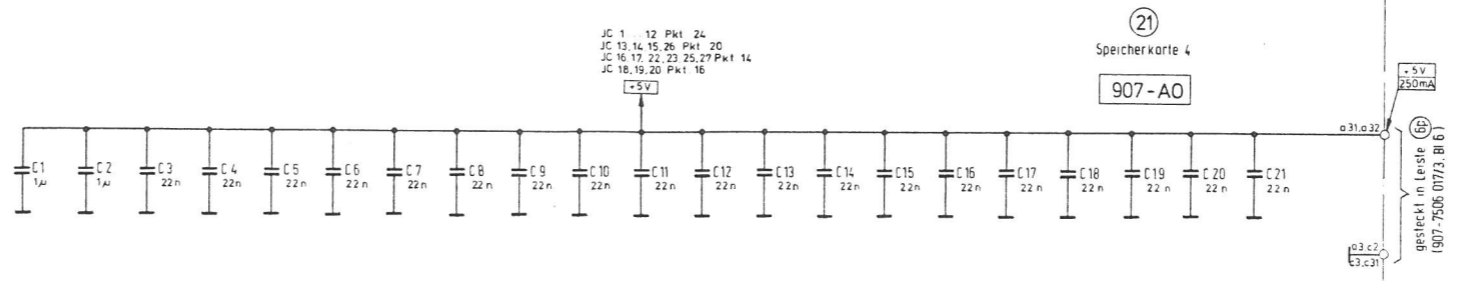 JC 1 .. 12 Pkt 24
JC 13,14,15,26 Pkt 20
JC 16,17,22,23,25,27 Pkt 14
JC 18,19,20 Pkt 16
+5V
21
Speicherkarte 4
907-AO
+5V
250mA
a31,a32
C1
1µ
C2
1µ
C3
22n
C4
22n
C5
22n
C6
22n
C7
22n
C8
22n
C9
22n
C10
22n
C11
22n
C12
22n
C13
22n
C14
22n
C15
22n
C16
22n
C17
22n
C18
22n
C19
22n
C20
22n
C21
22n
a3,c2
c3,c31
gesteckt in Leiste 6p
(907-7506 017/3, Bl 6)